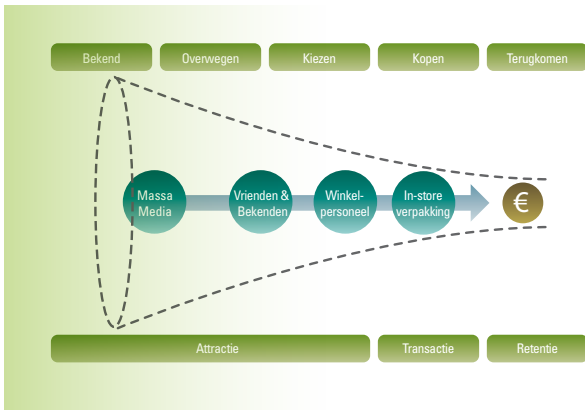 Bekend
Overwegen
Kiezen
Kopen
Terugkomen
Massa
Media
Vrienden &
Bekenden
Winkel-
personeel
In-store
verpakking
€
Attractie
Transactie
Retentie